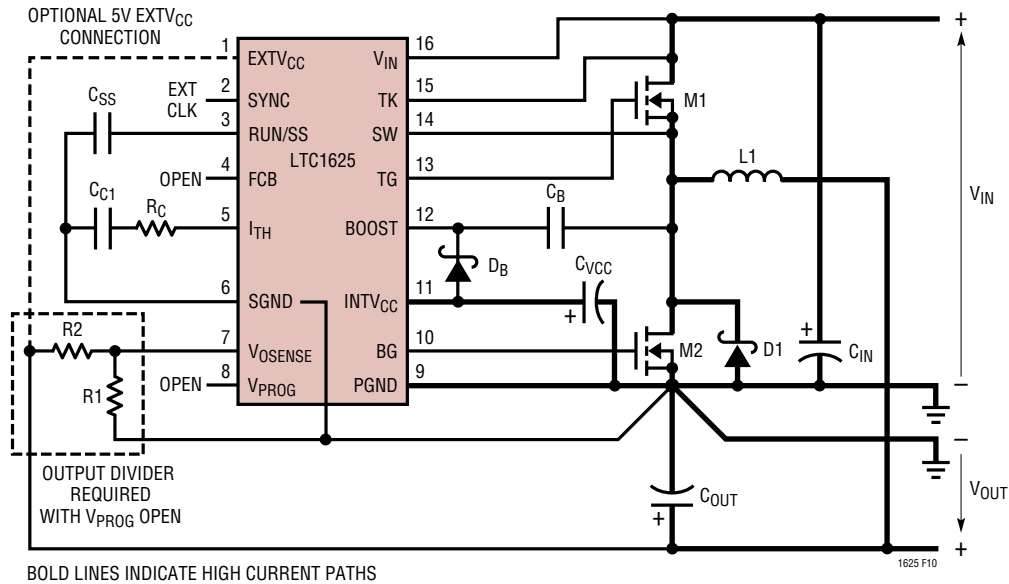 OPTIONAL 5V EXTVCC
CONNECTION
1 EXTVCC
2 SYNC
EXT
CLK
3 RUN/SS
4 FCB
OPEN
5 ITH
6 SGND
7 VOSENSE
8 VPROG
OPEN
LTC1625
16 VIN
15 TK
14 SW
13 TG
12 BOOST
11 INTVCC
10 BG
9 PGND
CSS
CC1
RC
R2
R1
DB
CB
CVCC
+
M1
M2
L1
D1
+
CIN
COUT
+
+
VIN
−
−
VOUT
+
OUTPUT DIVIDER
REQUIRED
WITH VPROG OPEN
1625 F10
BOLD LINES INDICATE HIGH CURRENT PATHS